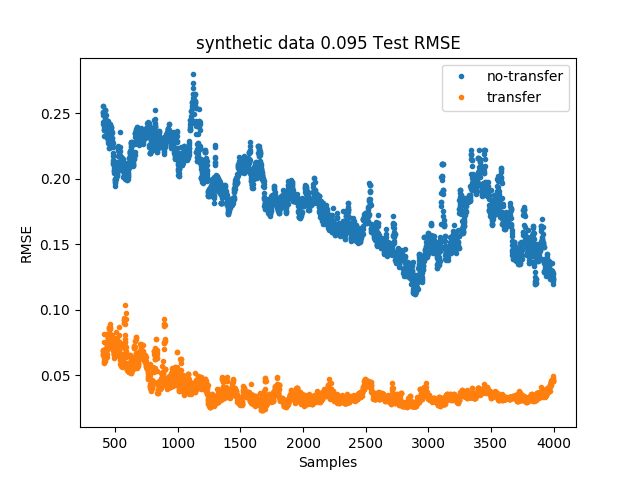 synthetic data 0.095 Test RMSE
no-transfer
transfer
0.25
0.20
0.15
0.10
0.05
RMSE
500 1000 1500 2000 2500 3000 3500 4000
Samples